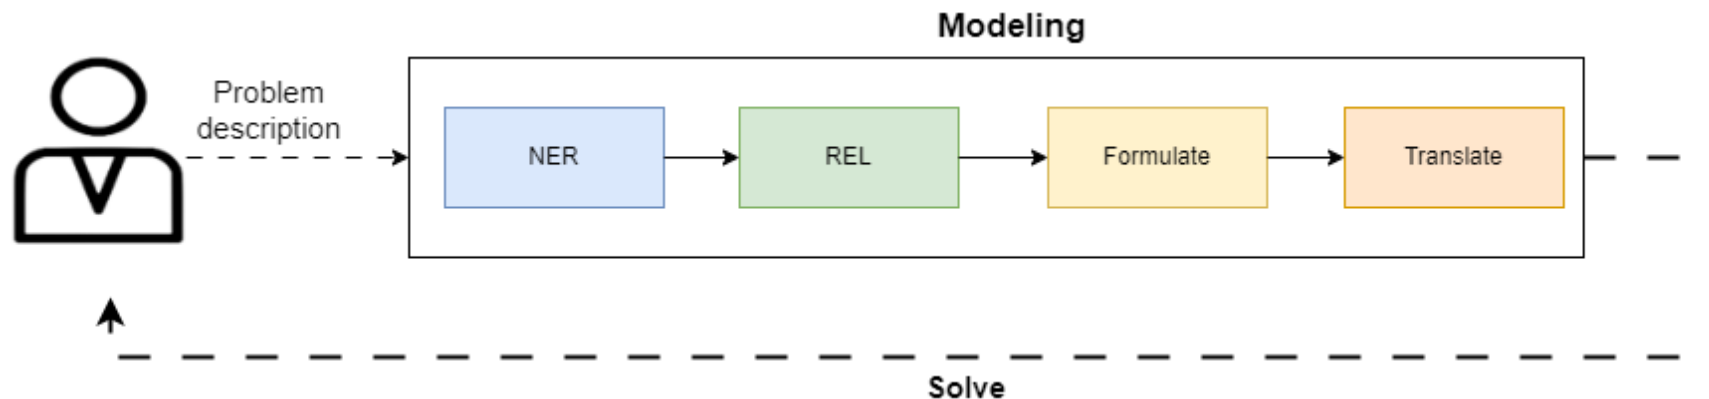 Modeling
Problem
description
NER
REL
Formulate
Translate
Solve